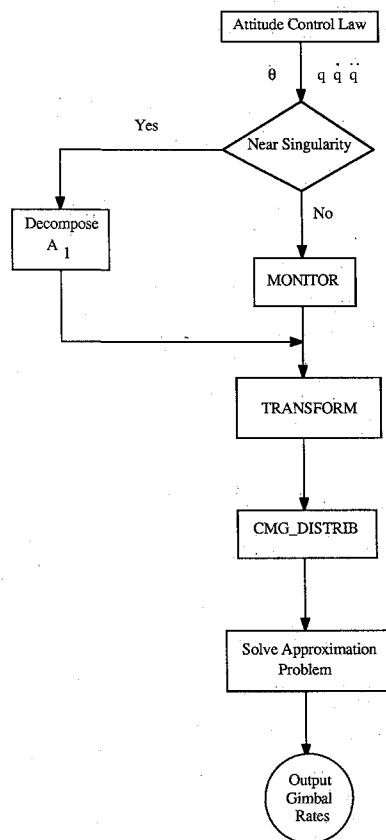 Attitude Control Law
θ q q̇ q̈
Near Singularity
Yes
No
Decompose
A 1
MONITOR
TRANSFORM
CMG_DISTRIB
Solve Approximation
Problem
Output
Gimbal
Rates